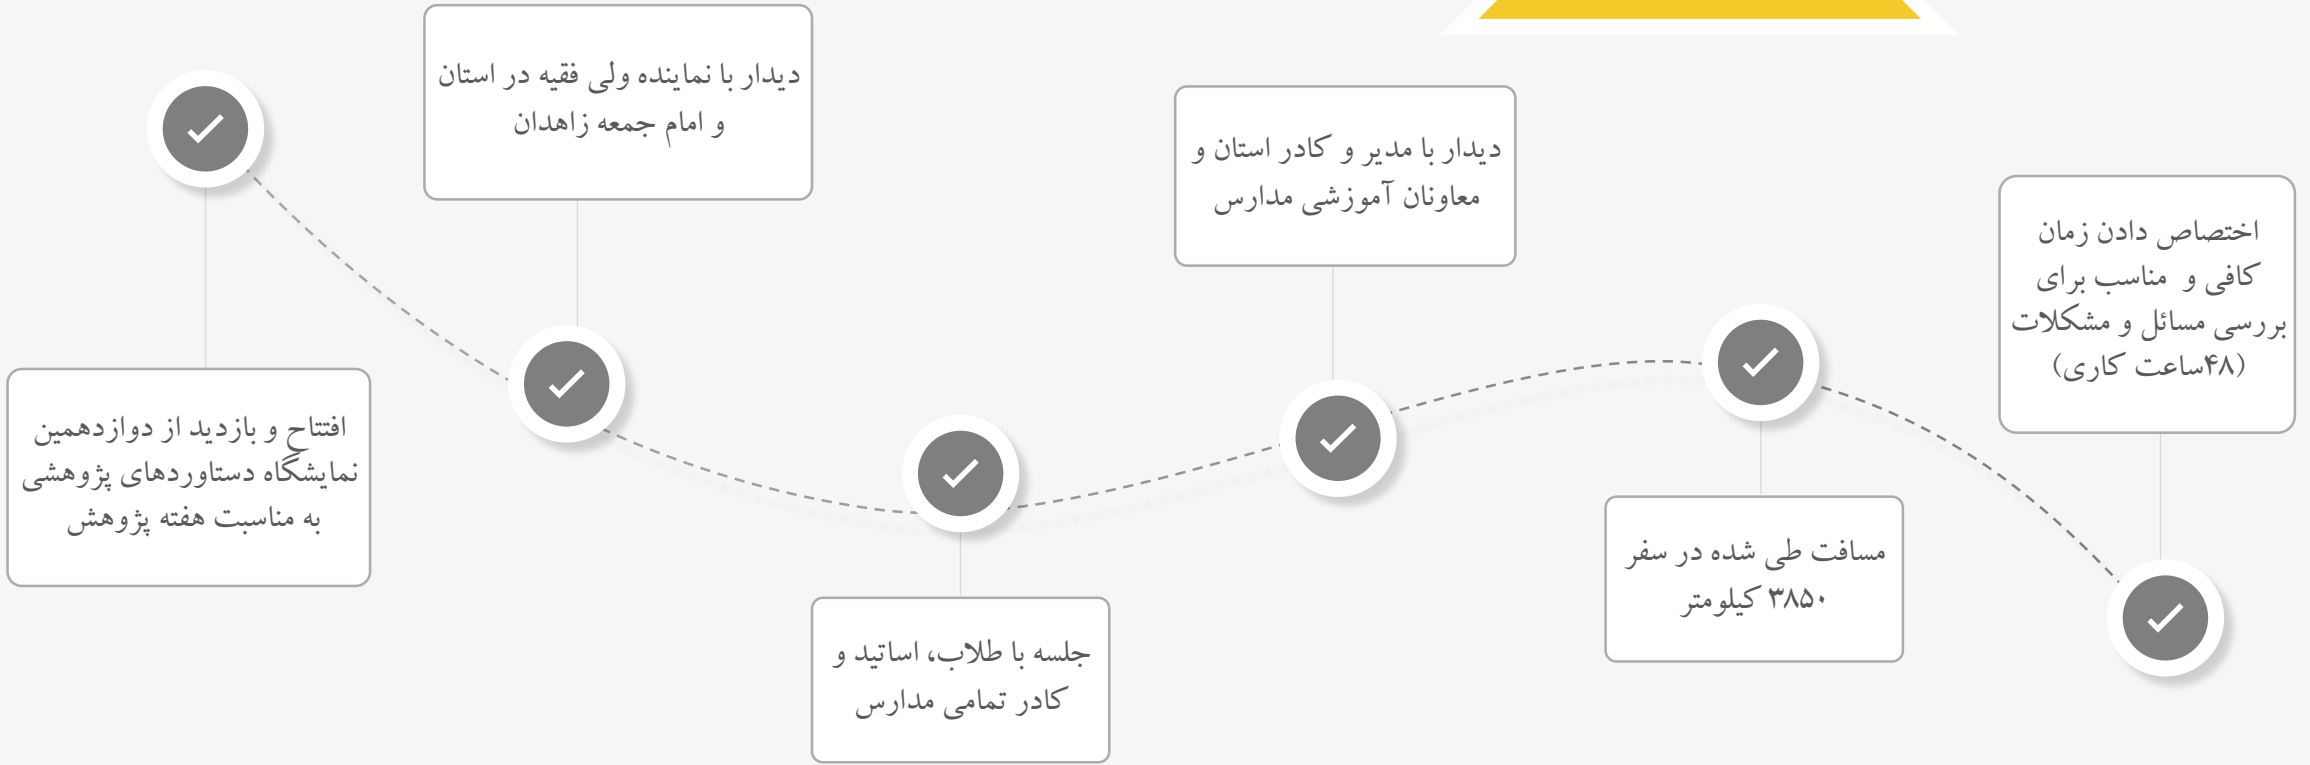 اختصاص دادن زمان
کافی و مناسب برای
بررسی مسائل و مشکلات
(۴۸ساعت کاری)
مسافت طی شده در سفر
۳۸۵۰ کیلومتر
دیدار با مدیر و کادر استان و
معاونان آموزشی مدارس
جلسه با طلاب، اساتید و
کادر تمامی مدارس
دیدار با نماینده ولی فقیه در استان
و امام جمعه زاهدان
افتتاح و بازدید از دوازدهمین
نمایشگاه دستاوردهای پژوهشی
به مناسبت هفته پژوهش